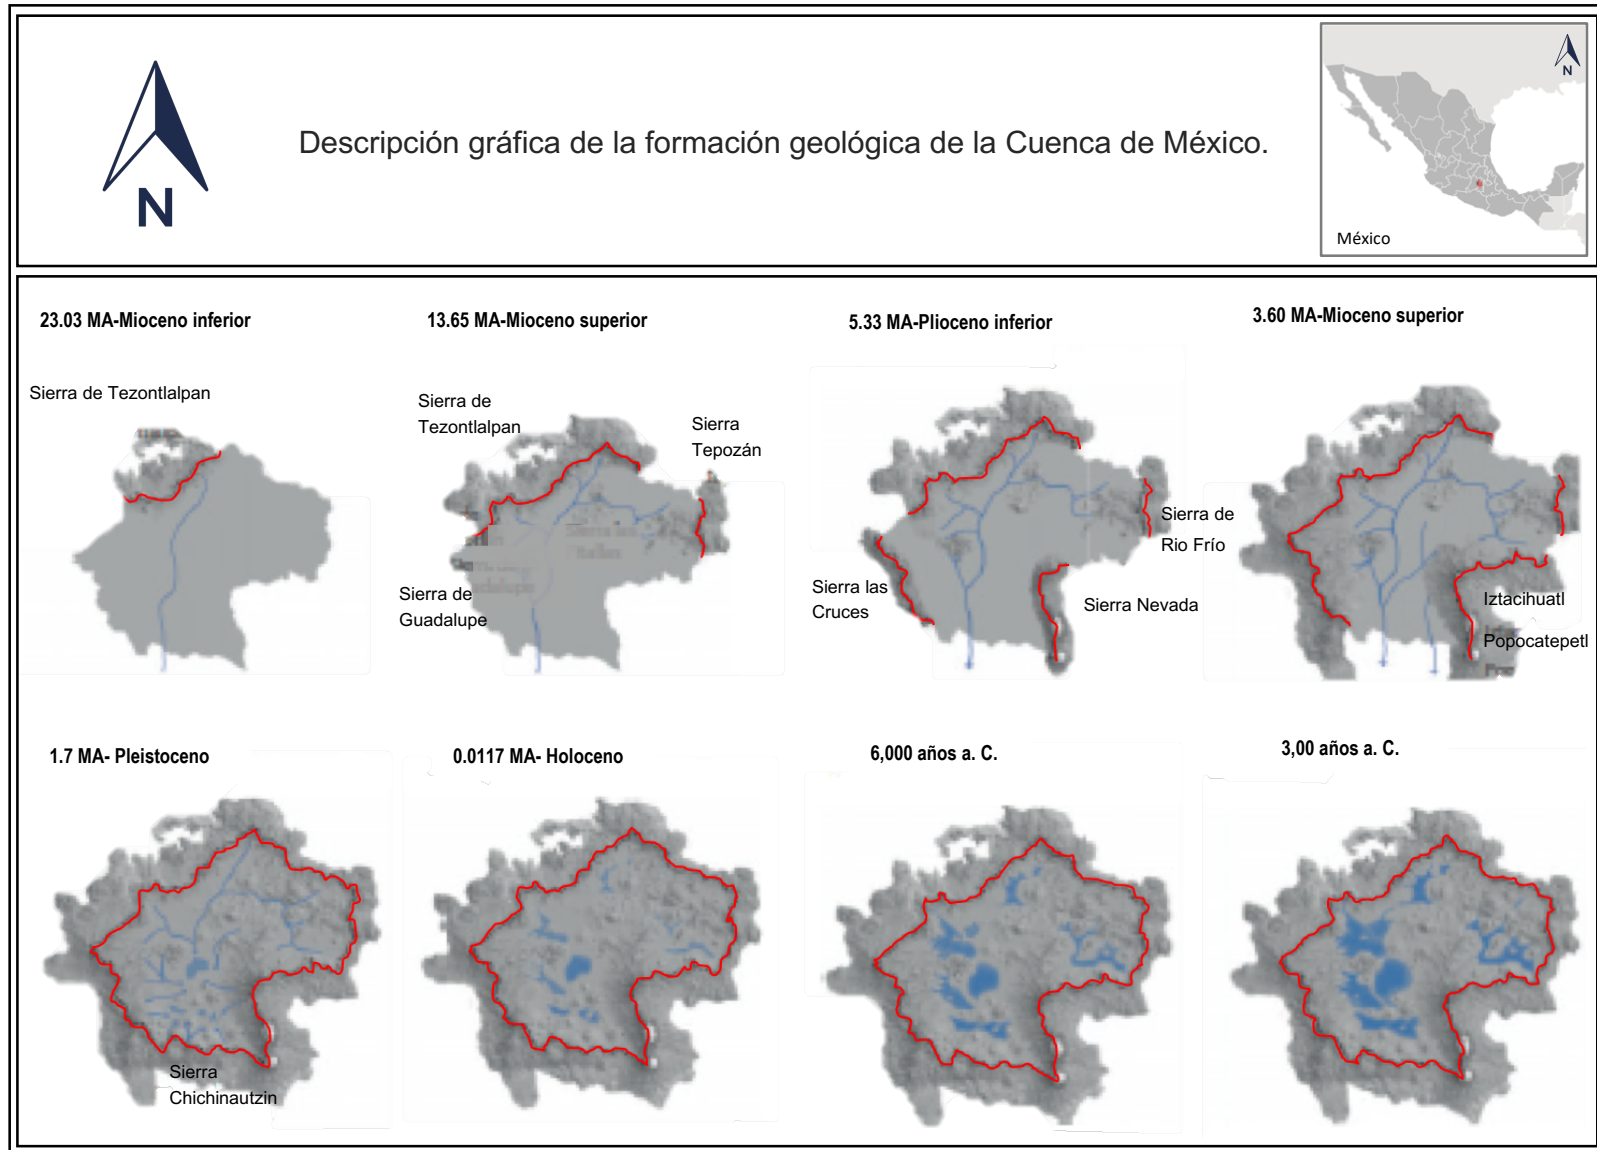 N
Descripción gráfica de la formación geológica de la Cuenca de México.
N
México
23.03 MA-Mioceno inferior
13.65 MA-Mioceno superior
5.33 MA-Plioceno inferior
3.60 MA-Mioceno superior
Sierra de Tezontlalpan
Sierra de
Tezontlalpan
Sierra
Tepozán
Sierra de
Guadalupe
Sierra las
Cruces
Sierra de
Rio Frío
Sierra Nevada
Iztacihuatl
Popocatepetl
1.7 MA- Pleistoceno
0.0117 MA- Holoceno
6,000 años a. C.
3,00 años a. C.
Sierra
Chichinautzin